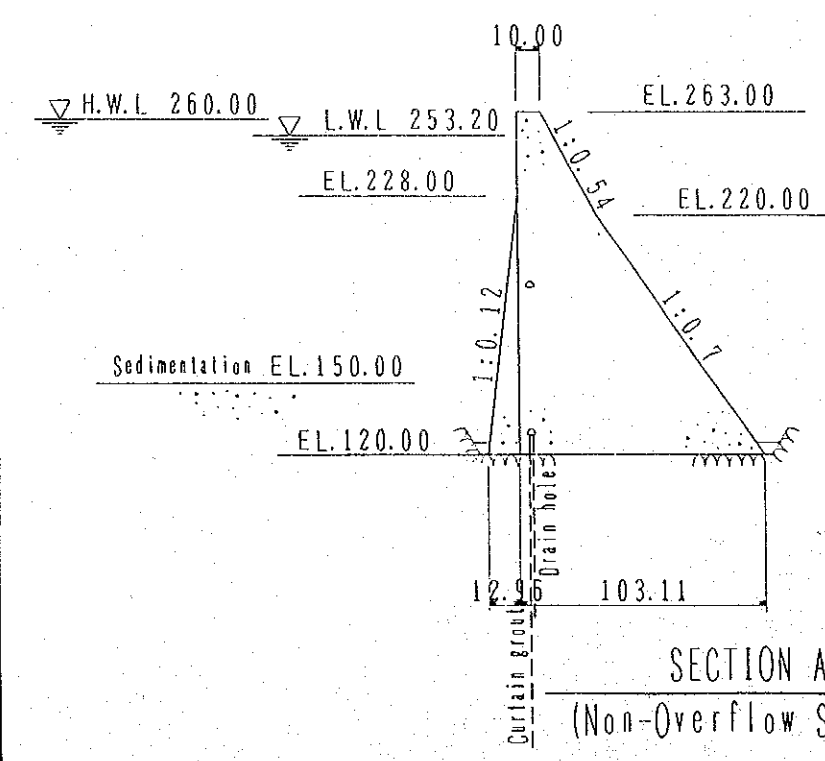 10.00
H.W.L 260.00
L.W.L 253.20
EL.263.00
1:0.54
EL.228.00
EL.220.00
1:0.12
1:0.7
Sedimentation EL.150.00
EL.120.00
Drain hole
12.96
103.11
Curtain grout
SECTION A
(Non-Overflow S